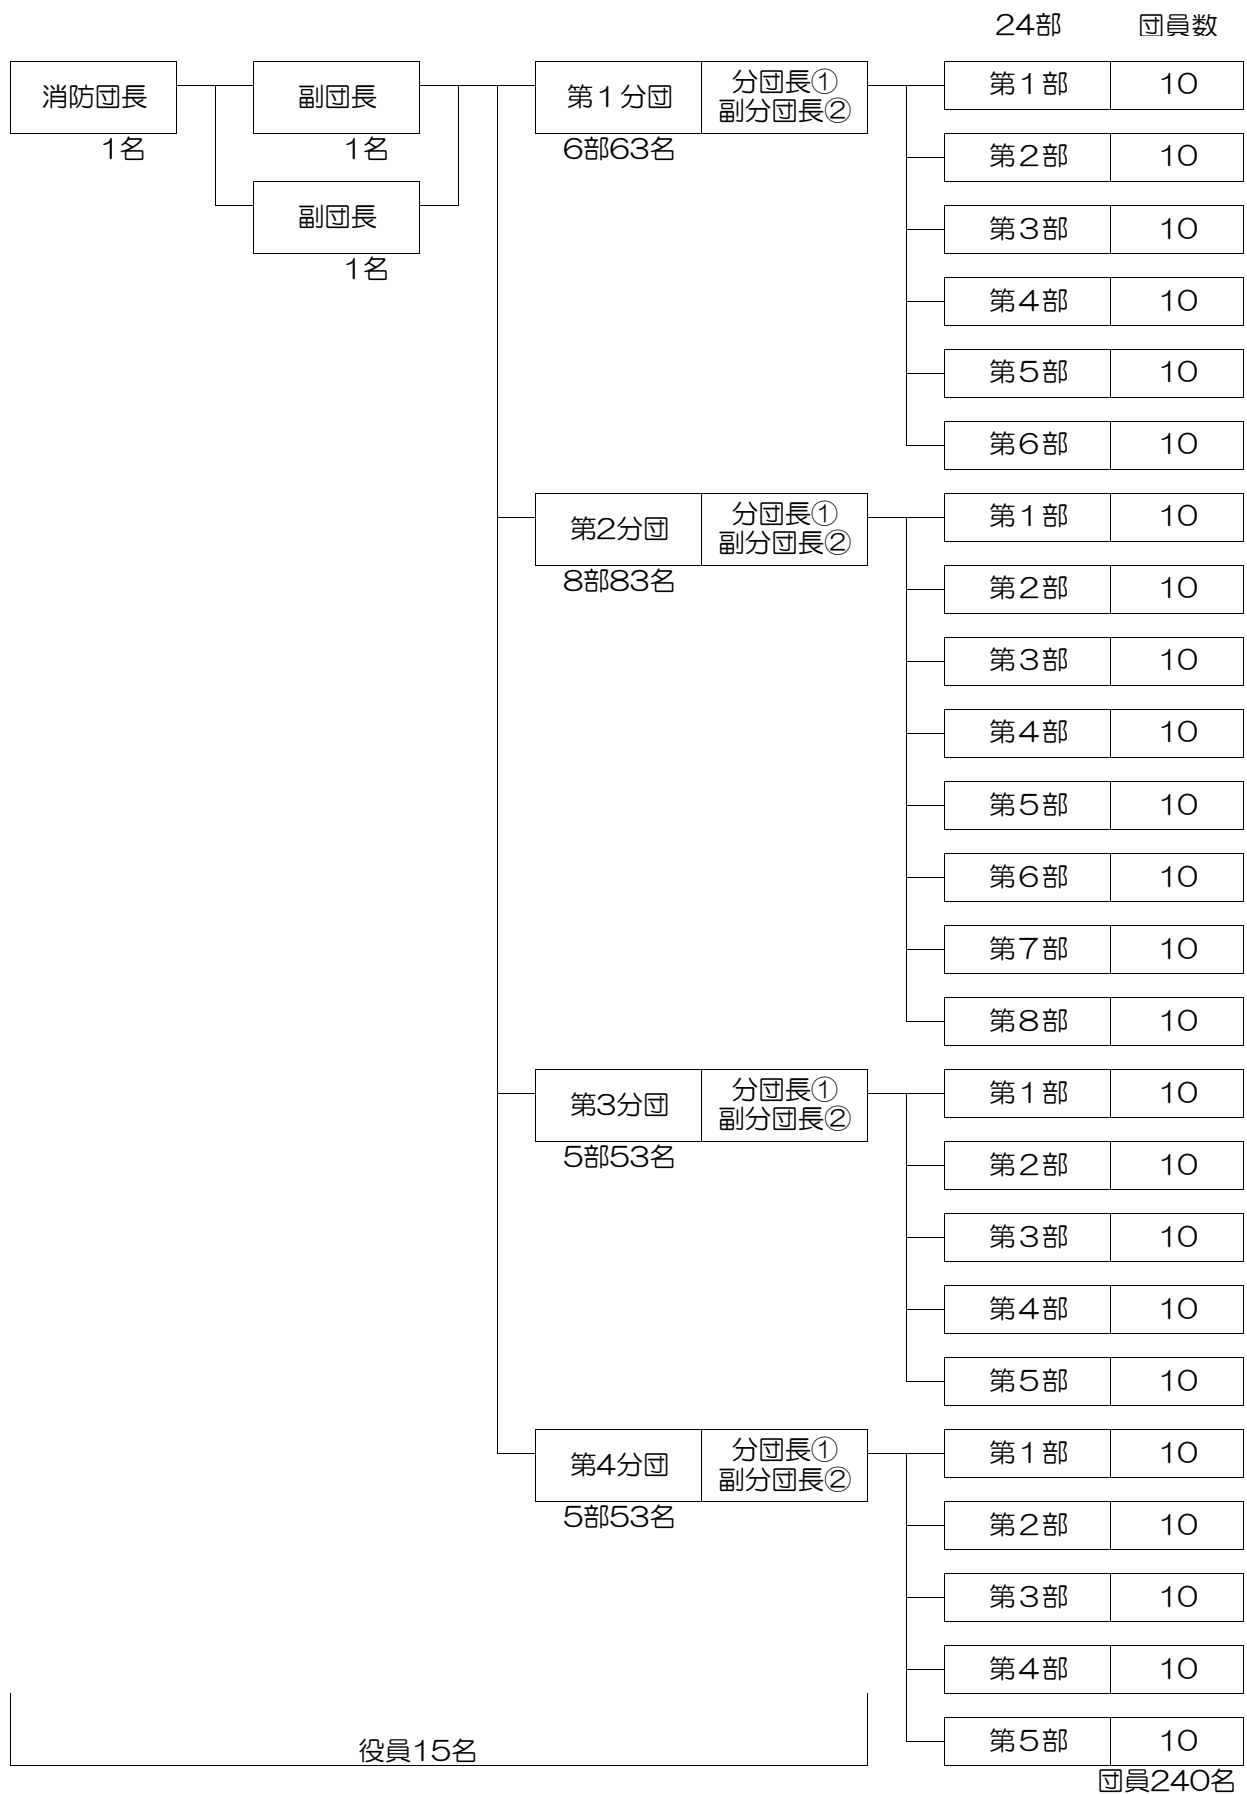 24部 団員数
消防団長
1名
副団長
1名
副団長
1名
第1分団
分団長①
副分団長②
6部63名
第1部 10
第2部 10
第3部 10
第4部 10
第5部 10
第6部 10
第2分団
分団長①
副分団長②
8部83名
第1部 10
第2部 10
第3部 10
第4部 10
第5部 10
第6部 10
第7部 10
第8部 10
第3分団
分団長①
副分団長②
5部53名
第1部 10
第2部 10
第3部 10
第4部 10
第5部 10
第4分団
分団長①
副分団長②
5部53名
第1部 10
第2部 10
第3部 10
第4部 10
第5部 10
役員15名
団員240名